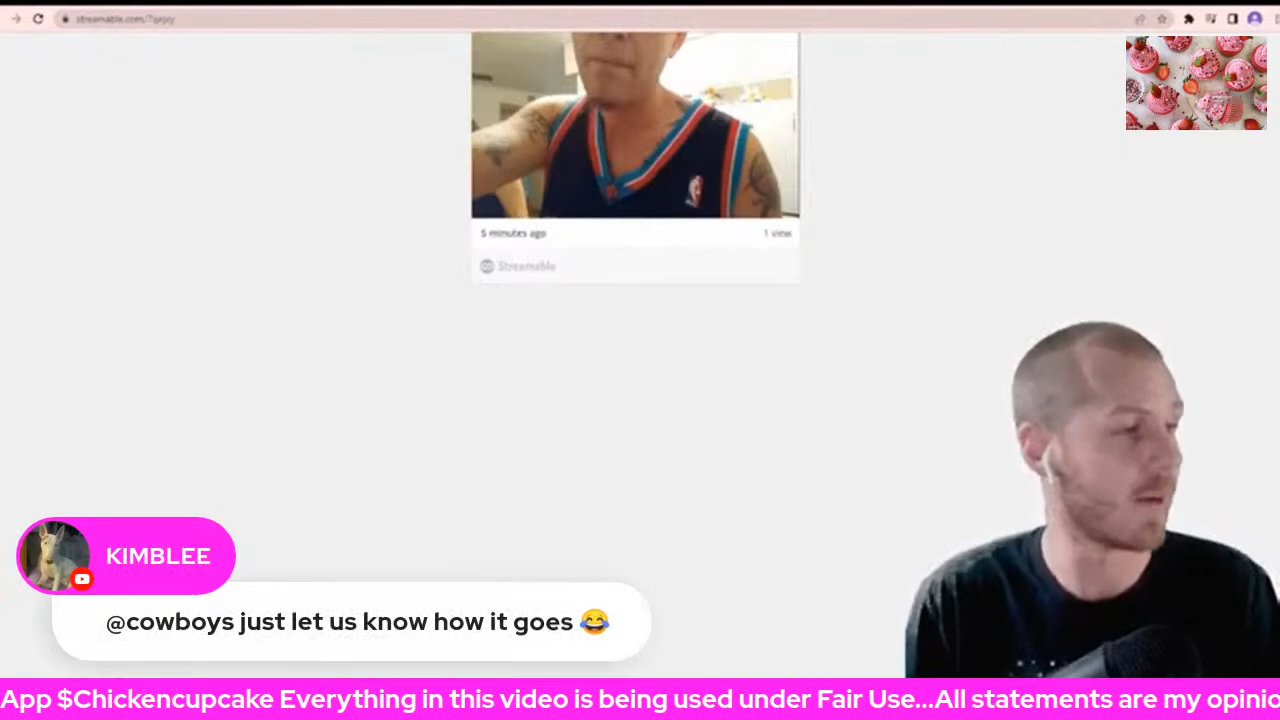 5 minutes ago
1 view
Streamable
KIMBLEE
@cowboys just let us know how it goes 😂
App $Chickencupcake Everything in this video is being used under Fair Use...All statements are my opinio